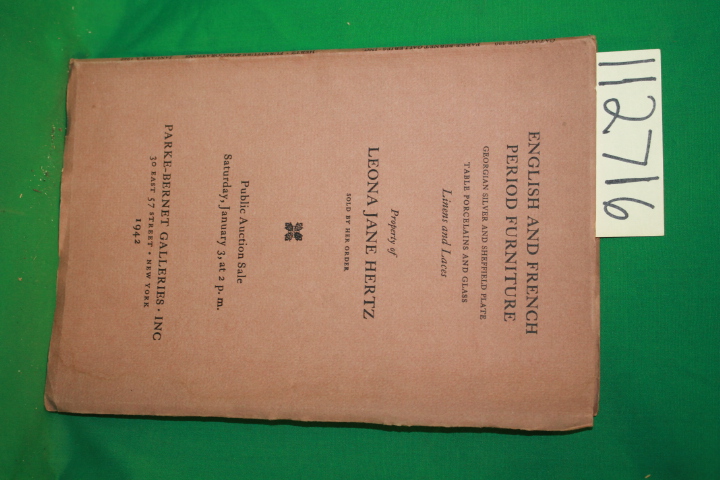 ENGLISH AND FRENCH
PERIOD FURNITURE
GEORGIAN SILVER AND SHEFFIELD PLATE
TABLE PORCELAINS AND GLASS
Linens and Laces
Property of
LEONA JANE HERTZ
SOLD BY HER ORDER
Public Auction Sale
Saturday, January 3, at 2 p. m.
PARKE-BERNET GALLERIES · INC
30 EAST 57 STREET · NEW YORK
1942
112716